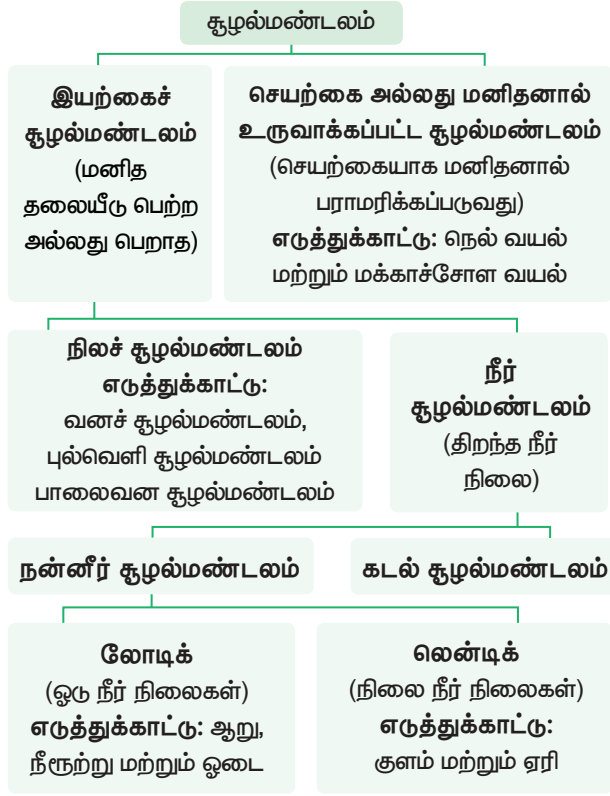 சூழல்மண்டலம்
இயற்கைச்
சூழல்மண்டலம்
(மனித
தலையீடு பெற்ற
அல்லது பெறாத)
செயற்கை அல்லது மனிதனால்
உருவாக்கப்பட்ட சூழல்மண்டலம்
(செயற்கையாக மனிதனால்
பராமரிக்கப்படுவது)
எடுத்துக்காட்டு: நெல் வயல்
மற்றும் மக்காச்சோள வயல்
நிலச் சூழல்மண்டலம்
எடுத்துக்காட்டு:
வனச் சூழல்மண்டலம்,
புல்வெளி சூழல்மண்டலம்
பாலைவன சூழல்மண்டலம்
நீர்
சூழல்மண்டலம்
(திறந்த நீர்
நிலை)
நன்னீர் சூழல்மண்டலம்
கடல் சூழல்மண்டலம்
லோடிக்
(ஓடு நீர் நிலைகள்)
எடுத்துக்காட்டு: ஆறு,
நீரூற்று மற்றும் ஓடை
லென்டிக்
(நிலை நீர் நிலைகள்)
எடுத்துக்காட்டு:
குளம் மற்றும் ஏரி